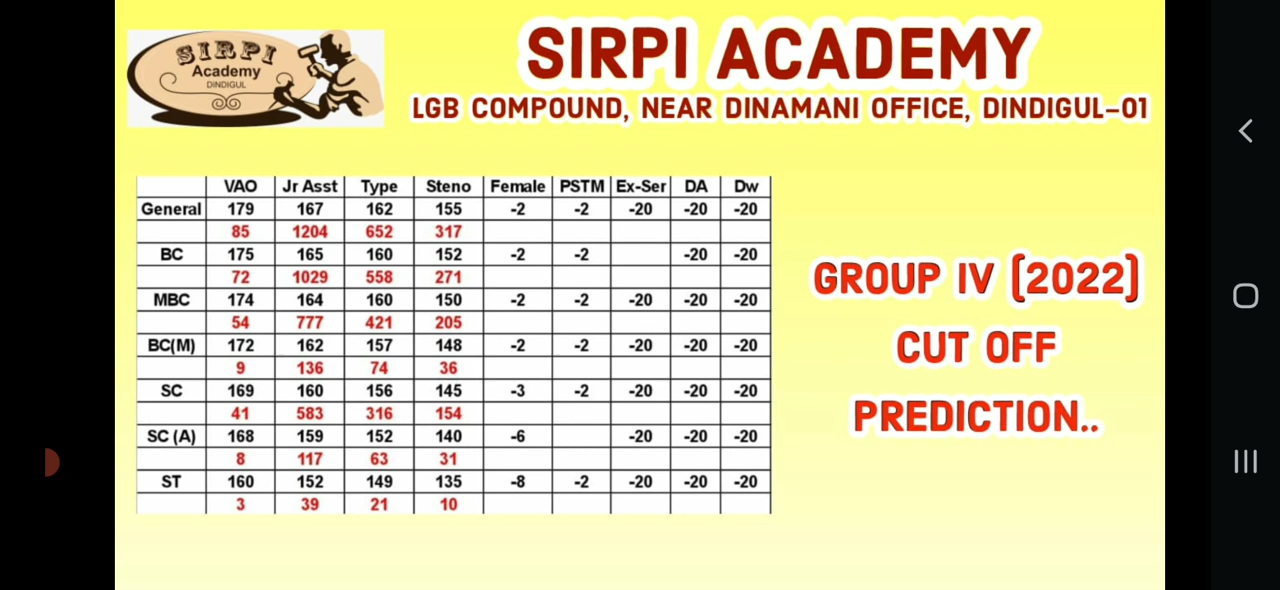 SIRPI
Academy
DINDIGUL
SIRPI ACADEMY
LGB COMPOUND, NEAR DINAMANI OFFICE, DINDIGUL-01
VAO Jr Asst Type Steno Female PSTM Ex-Ser DA Dw
General 179 167 162 155 -2 -2 -20 -20 -20
85 1204 652 317
BC 175 165 160 152 -2 -2 -20 -20
72 1029 558 271
MBC 174 164 160 150 -2 -2 -20 -20 -20
54 777 421 205
BC(M) 172 162 157 148 -2 -2 -20 -20 -20
9 136 74 36
SC 169 160 156 145 -3 -2 -20 -20 -20
41 583 316 154
SC (A) 168 159 152 140 -6 -20 -20 -20
8 117 63 31
ST 160 152 149 135 -8 -2 -20 -20 -20
3 39 21 10
GROUP IV (2022)
CUT OFF
PREDICTION..